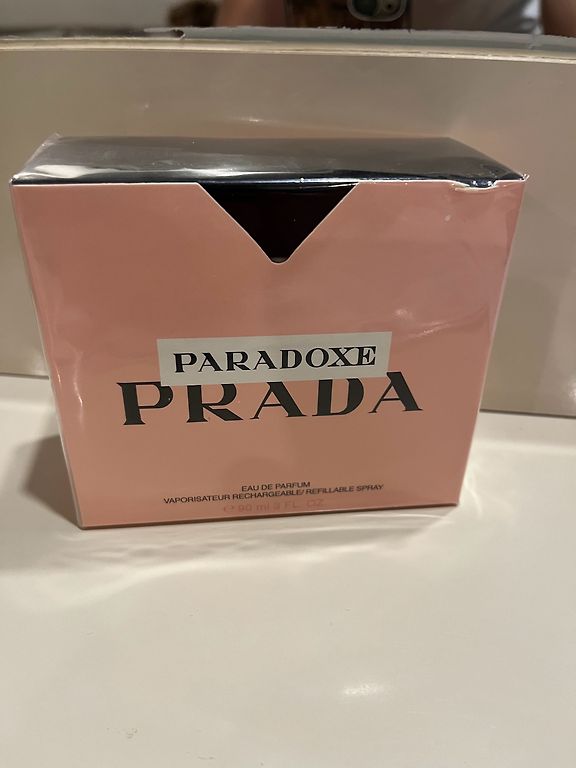 PARADOXE
PRADA
EAU DE PARFUM
VAPORISATEUR RECHARGEABLE/ REFILLABLE SPRAY
℮ 90 ml 3 FL. OZ.